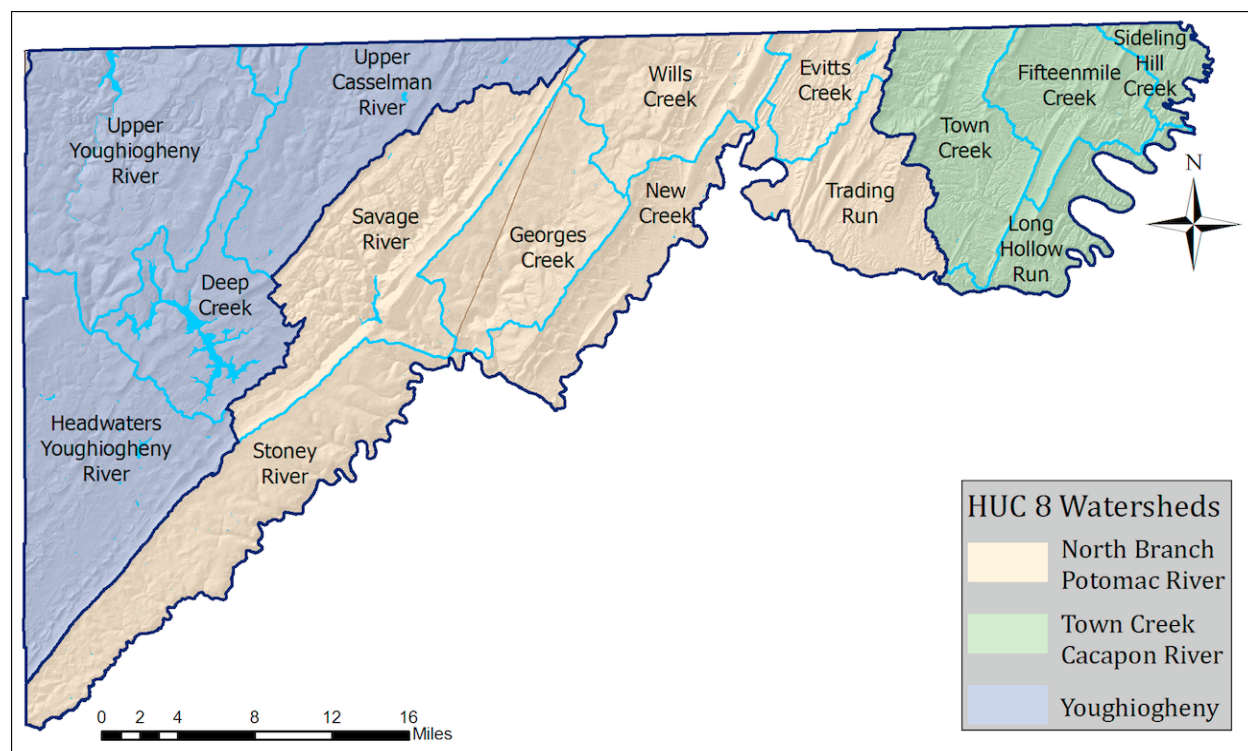 Upper
Casselman
River
Sideling
Hill
Creek
Wills
Creek
Evitts
Creek
Fifteenmile
Creek
Upper
Youghiogheny
River
Town
Creek
N
Savage
River
New
Creek
Trading
Run
Georges
Creek
Long
Hollow
Run
Deep
Creek
Headwaters
Youghiogheny
River
Stoney
River
HUC 8 Watersheds
North Branch
Potomac River
Town Creek
Cacapon River
Youghiogheny
0 2 4 8 12 16
Miles